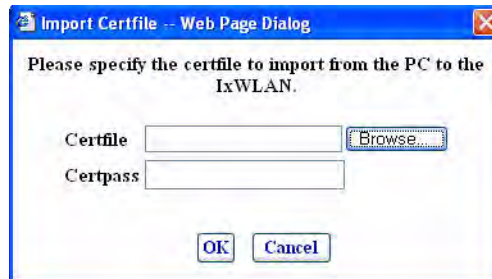 Import Certfile -- Web Page Dialog
Please specify the certfile to import from the PC to the
IxWLAN.
Certfile Browse...
Certpass
OK Cancel